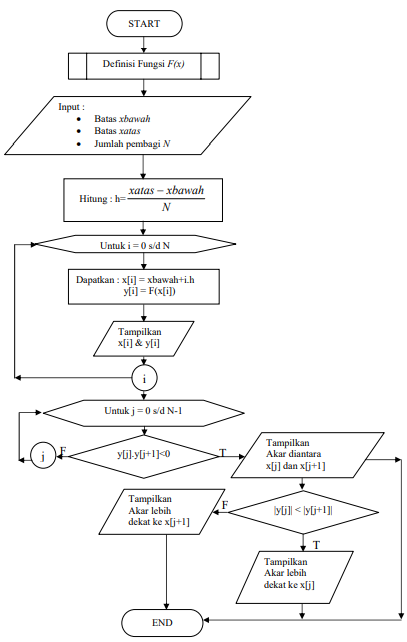 START
Definisi Fungsi F(x)
Input :
• Batas xbawah
• Batas xatas
• Jumlah pembagi N
Hitung : h= xatas − xbawah
N
Untuk i = 0 s/d N
Dapatkan : x[i] = xbawah+i.h
y[i] = F(x[i])
Tampilkan
x[i] & y[i]
i
Untuk j = 0 s/d N-1
j
F
y[j].y[j+1]<0
T
Tampilkan
Akar diantara
x[j] dan x[j+1]
Tampilkan
Akar lebih
dekat ke x[j+1]
F
|y[j]| < |y[j+1]|
T
Tampilkan
Akar lebih
dekat ke x[j]
END